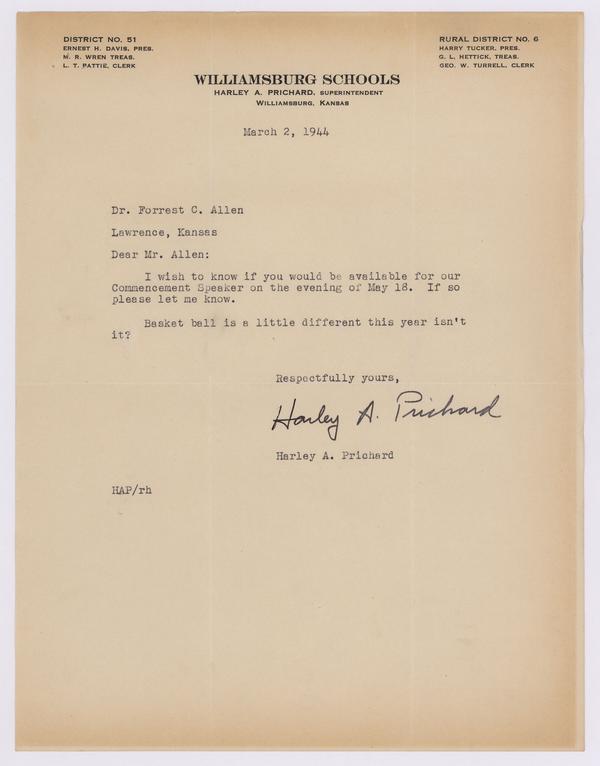 DISTRICT NO. 51
ERNEST H. DAVIS, PRES.
M. R. WREN TREAS.
L. T. PATTIE, CLERK
RURAL DISTRICT NO. 6
HARRY TUCKER, PRES.
G. L. HETTICK, TREAS.
GEO. W. TURRELL, CLERK
WILLIAMSBURG SCHOOLS
HARLEY A. PRICHARD, SUPERINTENDENT
WILLIAMSBURG, KANSAS
March 2, 1944
Dr. Forrest C. Allen
Lawrence, Kansas
Dear Mr. Allen:
I wish to know if you would be available for our
Commencement Speaker on the evening of May 18. If so
please let me know.
Basket ball is a little different this year isn't
it?
Respectfully yours,
Harley A. Prichard
Harley A. Prichard
HAP/rh